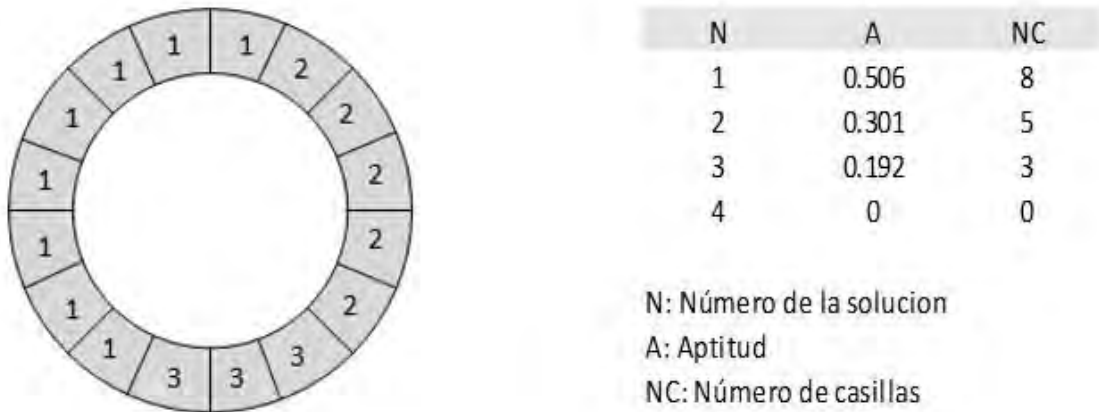 1 1 2 2 2 2 2 3 3 3 1 1 1 1 1 1 1
N A NC
1 0.506 8
2 0.301 5
3 0.192 3
4 0 0
N: Número de la solucion
A: Aptitud
NC: Número de casillas